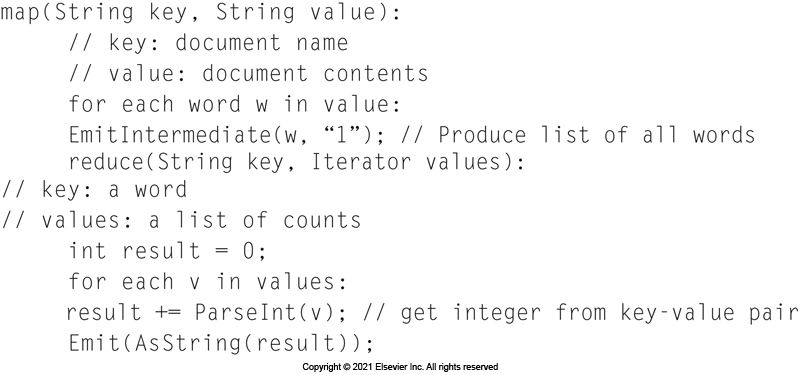 map(String key, String value):
// key: document name
// value: document contents
for each word w in value:
EmitIntermediate(w, “1”); // Produce list of all words
reduce(String key, Iterator values):
// key: a word
// values: a list of counts
int result = 0;
for each v in values:
result += ParseInt(v); // get integer from key-value pair
Emit(AsString(result));
Copyright © 2021 Elsevier Inc. All rights reserved